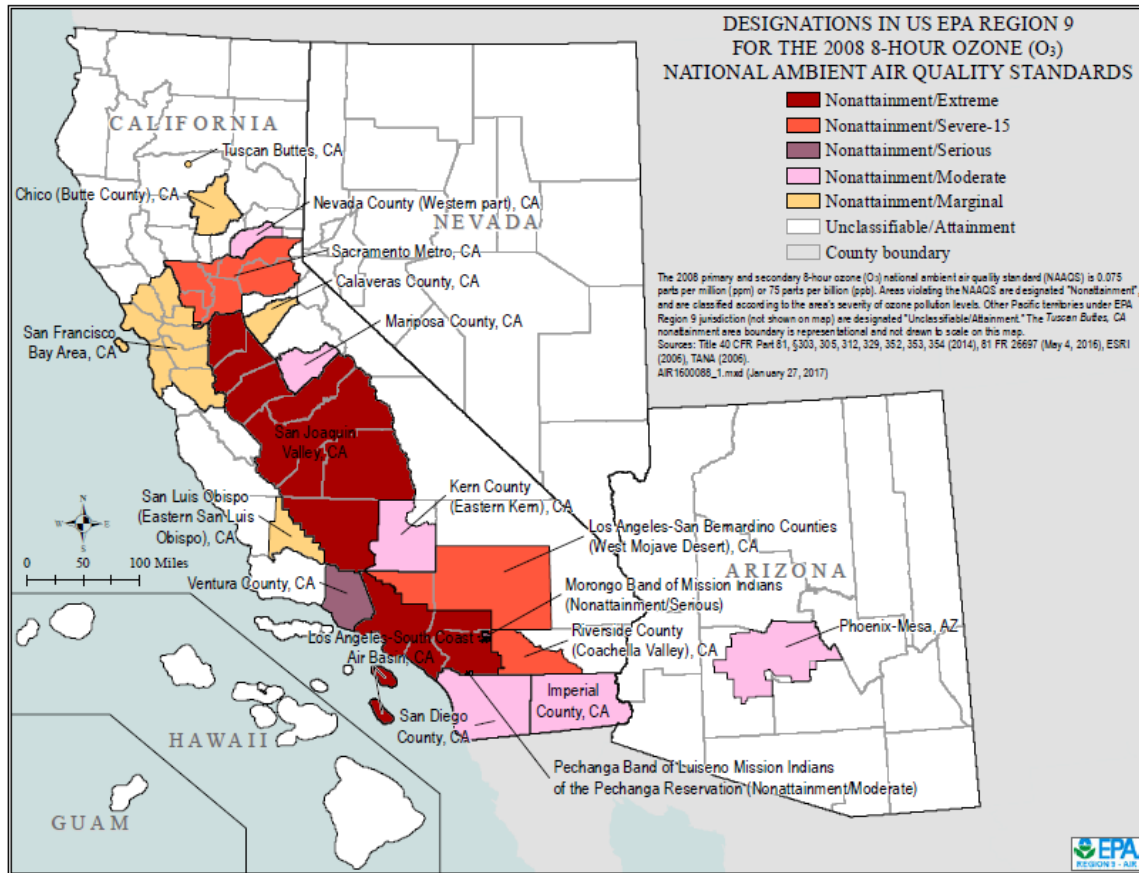 DESIGNATIONS IN US EPA REGION 9
FOR THE 2008 8-HOUR OZONE (O₃)
NATIONAL AMBIENT AIR QUALITY STANDARDS
Nonattainment/Extreme
Nonattainment/Severe-15
Nonattainment/Serious
Nonattainment/Moderate
Nonattainment/Marginal
Unclassifiable/Attainment
County boundary
The 2008 primary and secondary 8-hour ozone (O₃) national ambient air quality standard (NAAQS) is 0.075
parts per million (ppm) or 75 parts per billion (ppb). Areas violating the NAAQS are designated "Nonattainment",
and are classified according to the area's severity of ozone pollution levels. Other Pacific territories under EPA
Region 9 jurisdiction (not shown on map) are designated "Unclassifiable/Attainment." The Tuscan Buttes, CA
nonattainment area boundary is representational and not drawn to scale on this map.
Sources: Title 40 CFR Part 81, §303, 305, 312, 329, 352, 353, 354 (2014), 81 FR 26697 (May 4, 2016), ESRI
(2006), TANA (2006).
AIR1600088_1.mxd (January 27, 2017)
CALIFORNIA
Tuscan Buttes, CA
Chico (Butte County), CA
Nevada County (Western part), CA
NEVADA
Sacramento Metro, CA
Calaveras County, CA
San Francisco
Bay Area, CA
Mariposa County, CA
San Joaquin
Valley, CA
Kern County
(Eastern Kern), CA
San Luis Obispo
(Eastern San Luis
Obispo), CA
N
W
E
S
0 50 100 Miles
Los Angeles-San Bernardino Counties
(West Mojave Desert), CA
ARIZONA
Ventura County, CA
Morongo Band of Mission Indians
(Nonattainment/Serious)
Los Angeles-South Coast
Air Basin, CA
Riverside County
(Coachella Valley), CA
Phoenix-Mesa, AZ
Imperial
County, CA
San Diego
County, CA
HAWAII
Pechanga Band of Luiseno Mission Indians
of the Pechanga Reservation (Nonattainment/Moderate)
GUAM
EPA
REGION 9 - AIR